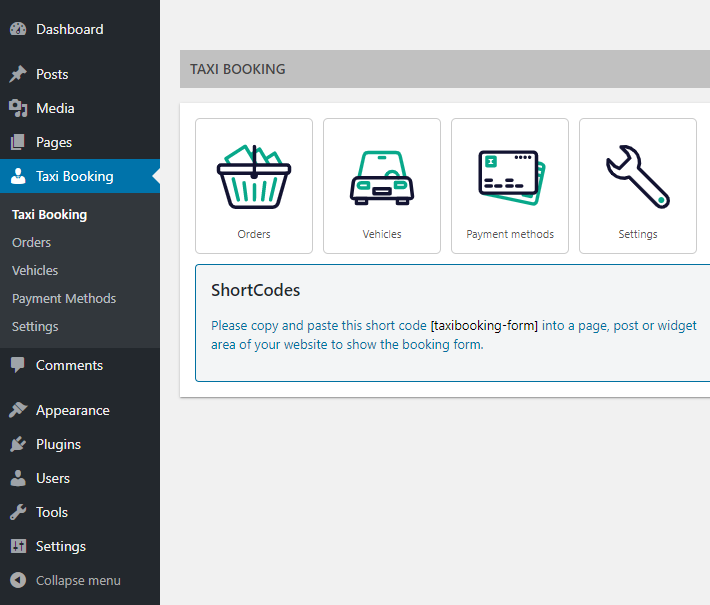 Dashboard
Posts
Media
Pages
Taxi Booking
Taxi Booking
Orders
Vehicles
Payment Methods
Settings
Comments
Appearance
Plugins
Users
Tools
Settings
Collapse menu
TAXI BOOKING
Orders
Vehicles
Payment methods
Settings
ShortCodes
Please copy and paste this short code [taxibooking-form] into a page, post or widget
area of your website to show the booking form.